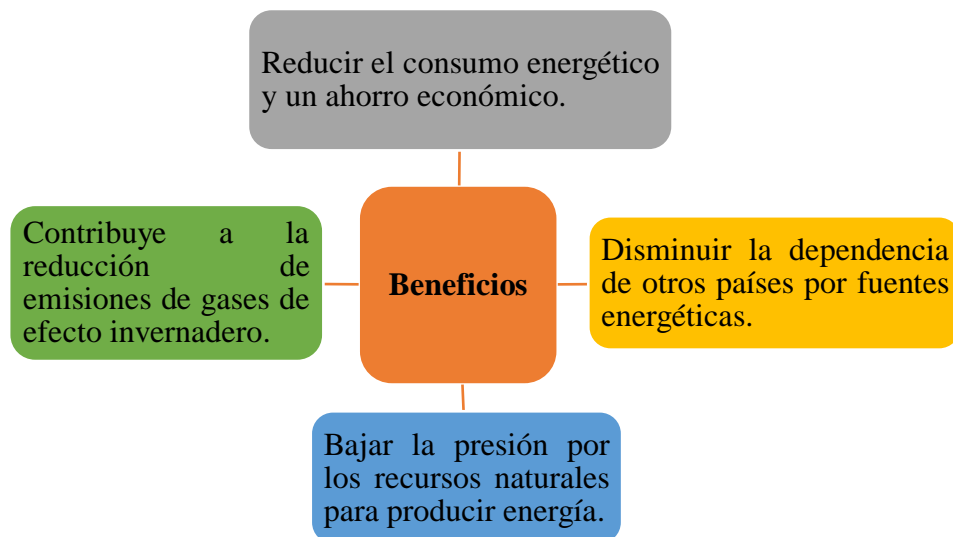 Reducir el consumo energético
y un ahorro económico.
Contribuye a la
reducción de
emisiones de gases de
efecto invernadero.
Beneficios
Disminuir la dependencia
de otros países por fuentes
energéticas.
Bajar la presión por
los recursos naturales
para producir energía.